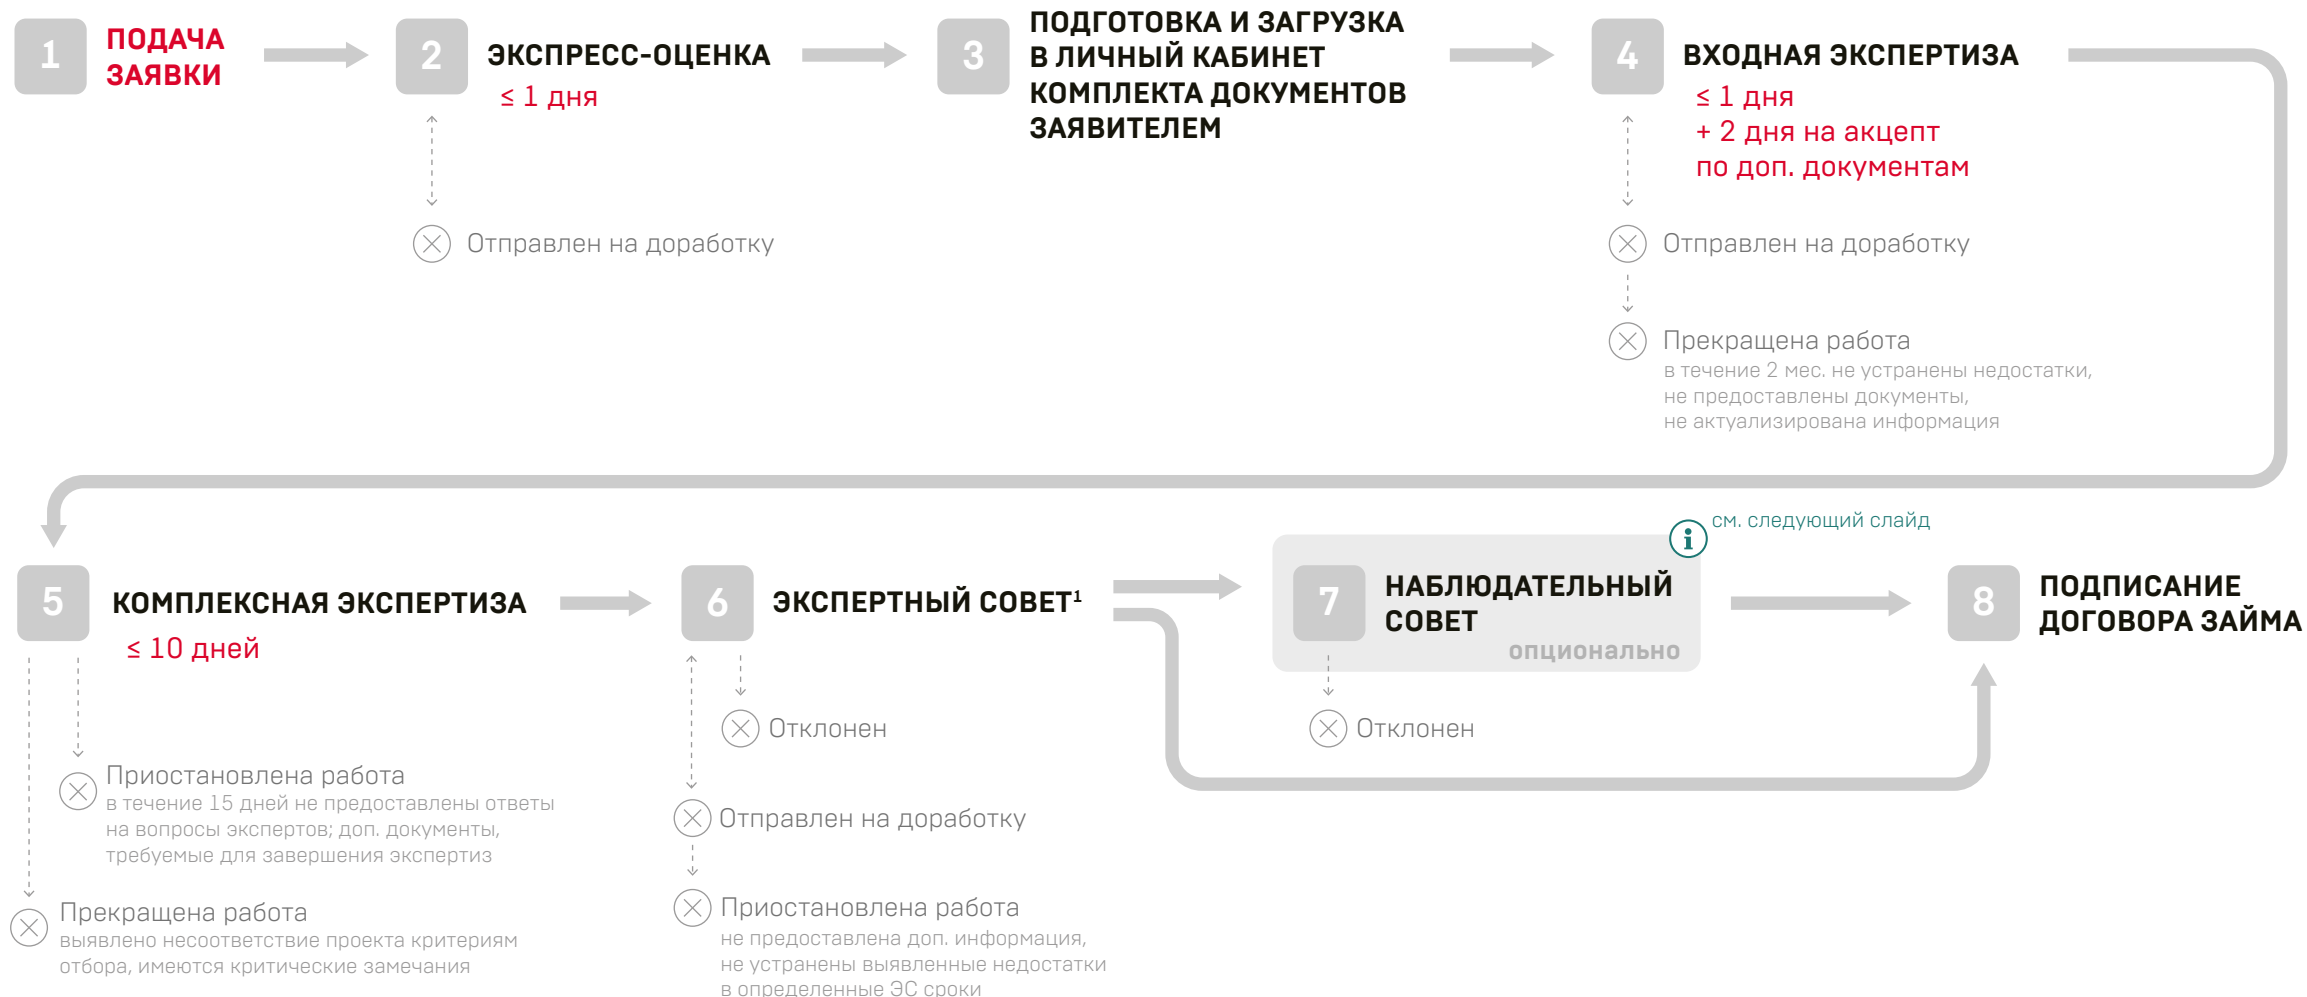 1
ПОДАЧА
ЗАЯВКИ
2
ЭКСПРЕСС-ОЦЕНКА
≤ 1 дня
Отправлен на доработку
3
ПОДГОТОВКА И ЗАГРУЗКА
В ЛИЧНЫЙ КАБИНЕТ
КОМПЛЕКТА ДОКУМЕНТОВ
ЗАЯВИТЕЛЕМ
4
ВХОДНАЯ ЭКСПЕРТИЗА
≤ 1 дня
+ 2 дня на акцепт
по доп. документам
Отправлен на доработку
Прекращена работа
в течение 2 мес. не устранены недостатки,
не предоставлены документы,
не актуализирована информация
5
КОМПЛЕКСНАЯ ЭКСПЕРТИЗА
≤ 10 дней
Приостановлена работа
в течение 15 дней не предоставлены ответы
на вопросы экспертов; доп. документы,
требуемые для завершения экспертиз
Прекращена работа
выявлено несоответствие проекта критериям
отбора, имеются критические замечания
6
ЭКСПЕРТНЫЙ СОВЕТ¹
Отклонен
Отправлен на доработку
Приостановлена работа
не предоставлена доп. информация,
не устранены выявленные недостатки
в определенные ЭС сроки
i
см. следующий слайд
7
НАБЛЮДАТЕЛЬНЫЙ
СОВЕТ
опционально
Отклонен
8
ПОДПИСАНИЕ
ДОГОВОРА ЗАЙМА